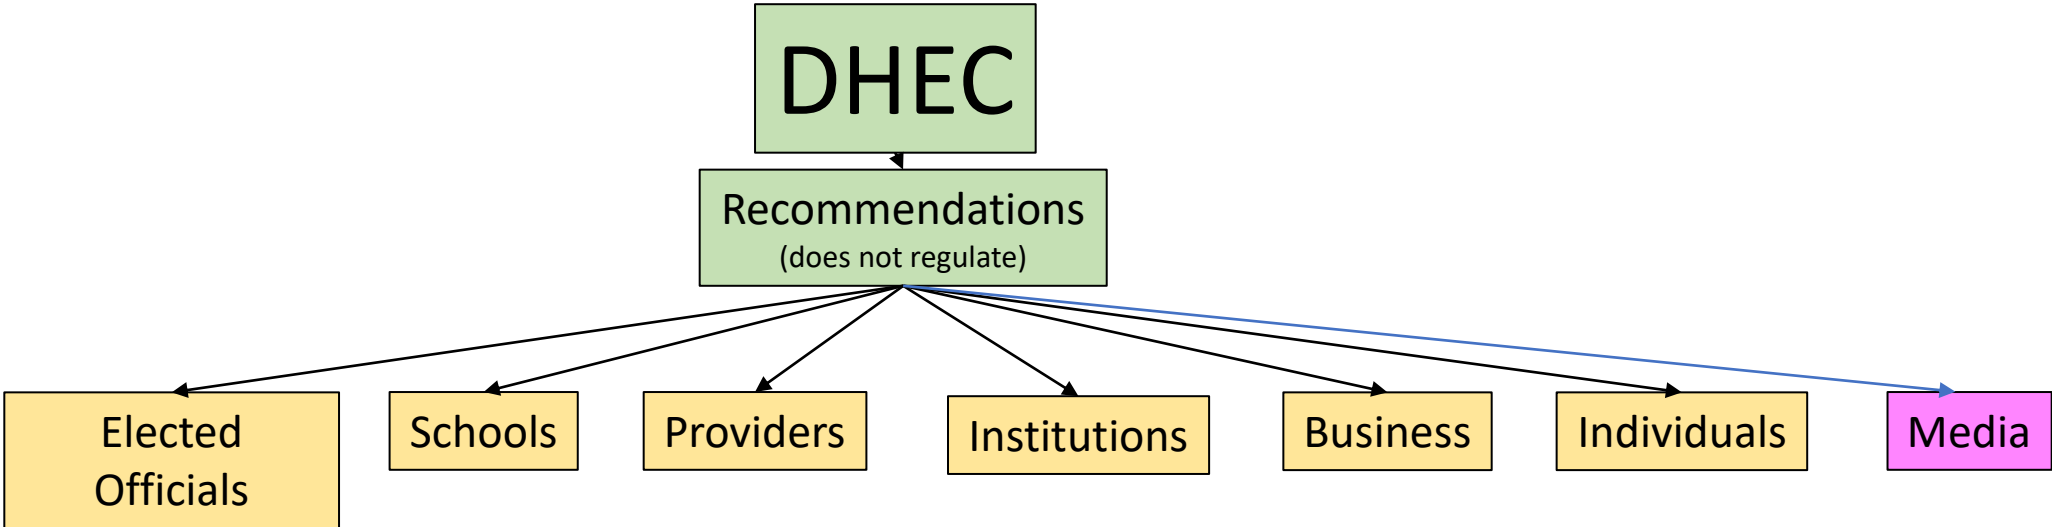 DHEC
Recommendations
(does not regulate)
Elected
Officials
Schools
Providers
Institutions
Business
Individuals
Media